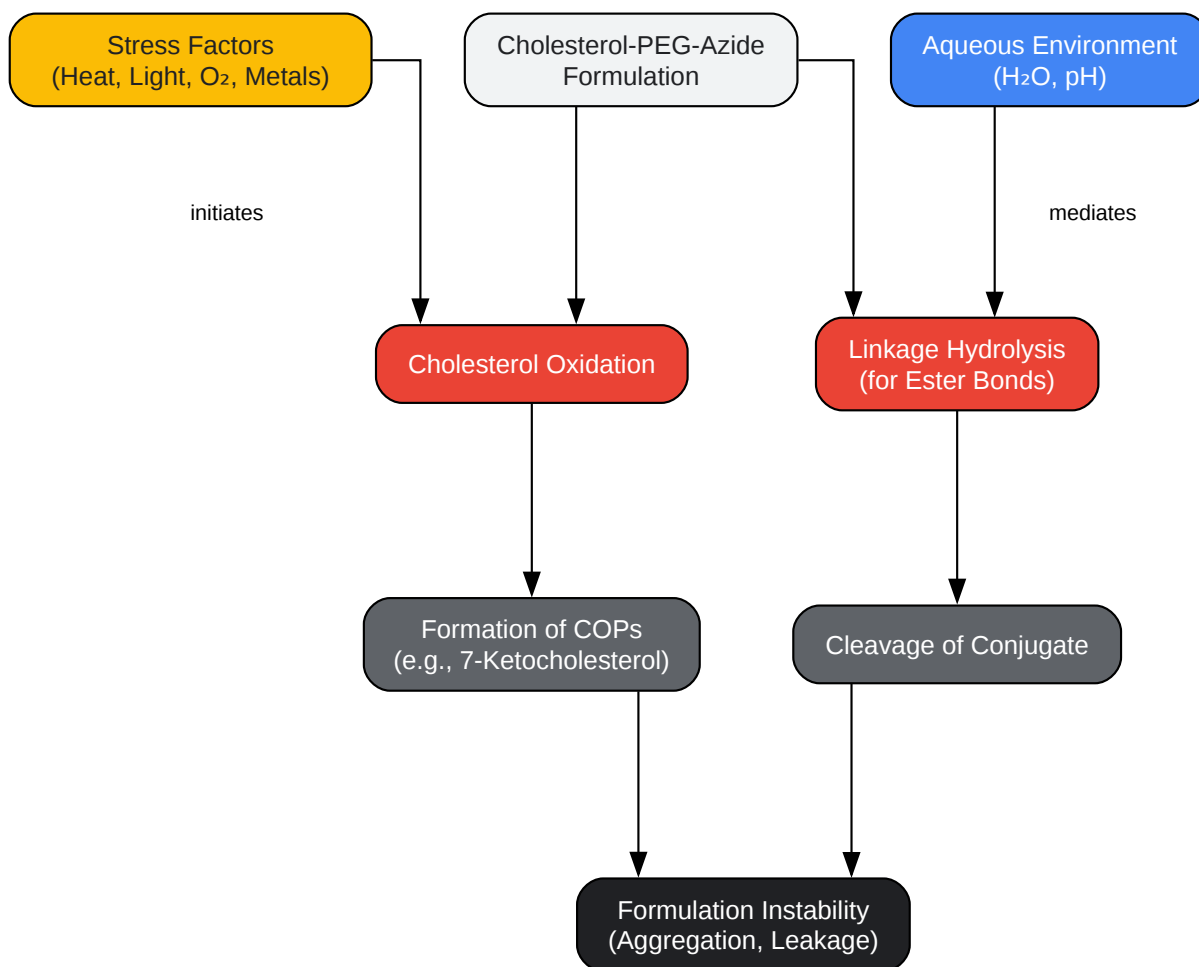 Stress Factors
(Heat, Light, O₂, Metals)
Cholesterol-PEG-Azide
Formulation
Aqueous Environment
(H₂O, pH)
initiates
mediates
Cholesterol Oxidation
Linkage Hydrolysis
(for Ester Bonds)
Formation of COPs
(e.g., 7-Ketocholesterol)
Cleavage of Conjugate
Formulation Instability
(Aggregation, Leakage)